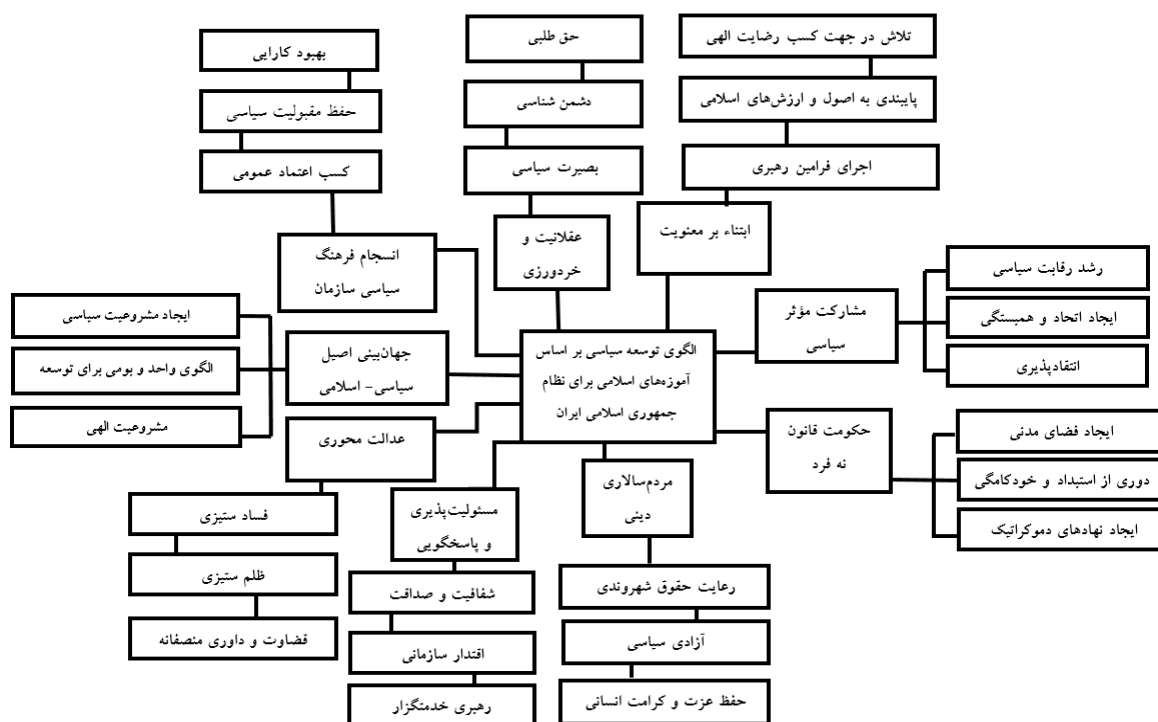 تلاش در جهت کسب رضایت الهی
پایبندی به اصول و ارزش‌های اسلامی
اجرای فرامین رهبری
ابتناء بر معنویت
حق طلبی
دشمن شناسی
بصیرت سیاسی
عقلانیت و
خردورزی
بهبود کارایی
حفظ مقبولیت سیاسی
کسب اعتماد عمومی
انسجام فرهنگ
سیاسی سازمان
رشد رقابت سیاسی
ایجاد اتحاد و همبستگی
انتقادپذیری
مشارکت مؤثر
سیاسی
الگوی توسعه سیاسی بر اساس
آموزه‌های اسلامی برای نظام
جمهوری اسلامی ایران
جهان‌بینی اصیل
سیاسی- اسلامی
ایجاد مشروعیت سیاسی
الگوی واحد و بومی برای توسعه
مشروعیت الهی
حکومت قانون
نه فرد
ایجاد فضای مدنی
دوری از استبداد و خودکامگی
ایجاد نهادهای دموکراتیک
مردم‌سالاری
دینی
رعایت حقوق شهروندی
آزادی سیاسی
حفظ عزت و کرامت انسانی
مسئولیت‌پذیری
و پاسخگویی
شفافیت و صداقت
اقتدار سازمانی
رهبری خدمتگزار
عدالت محوری
فساد ستیزی
ظلم ستیزی
قضاوت و داوری منصفانه